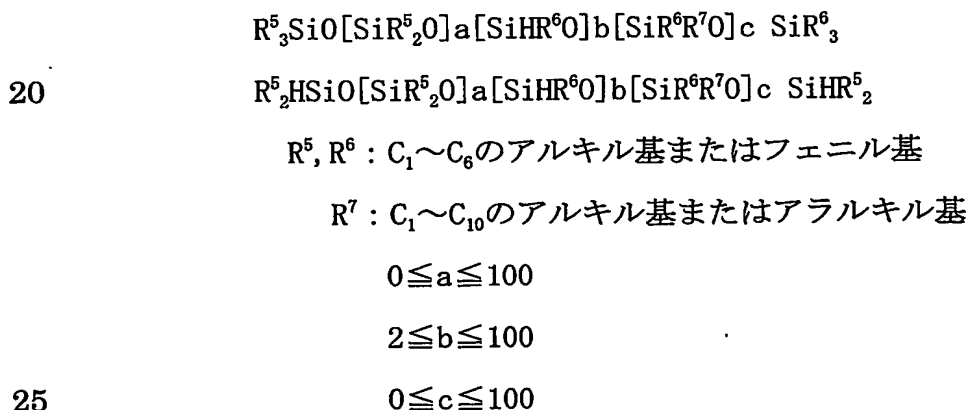 R⁵₃SiO[SiR⁵₂O]a[SiHR⁶O]b[SiR⁶R⁷O]c SiR⁶₃
20 R⁵₂HSiO[SiR⁵₂O]a[SiHR⁶O]b[SiR⁶R⁷O]c SiHR⁵₂
R⁵, R⁶ : C₁～C₆のアルキル基またはフェニル基
R⁷ : C₁～C₁₀のアルキル基またはアラルキル基
0≦a≦100
2≦b≦100
25 0≦c≦100